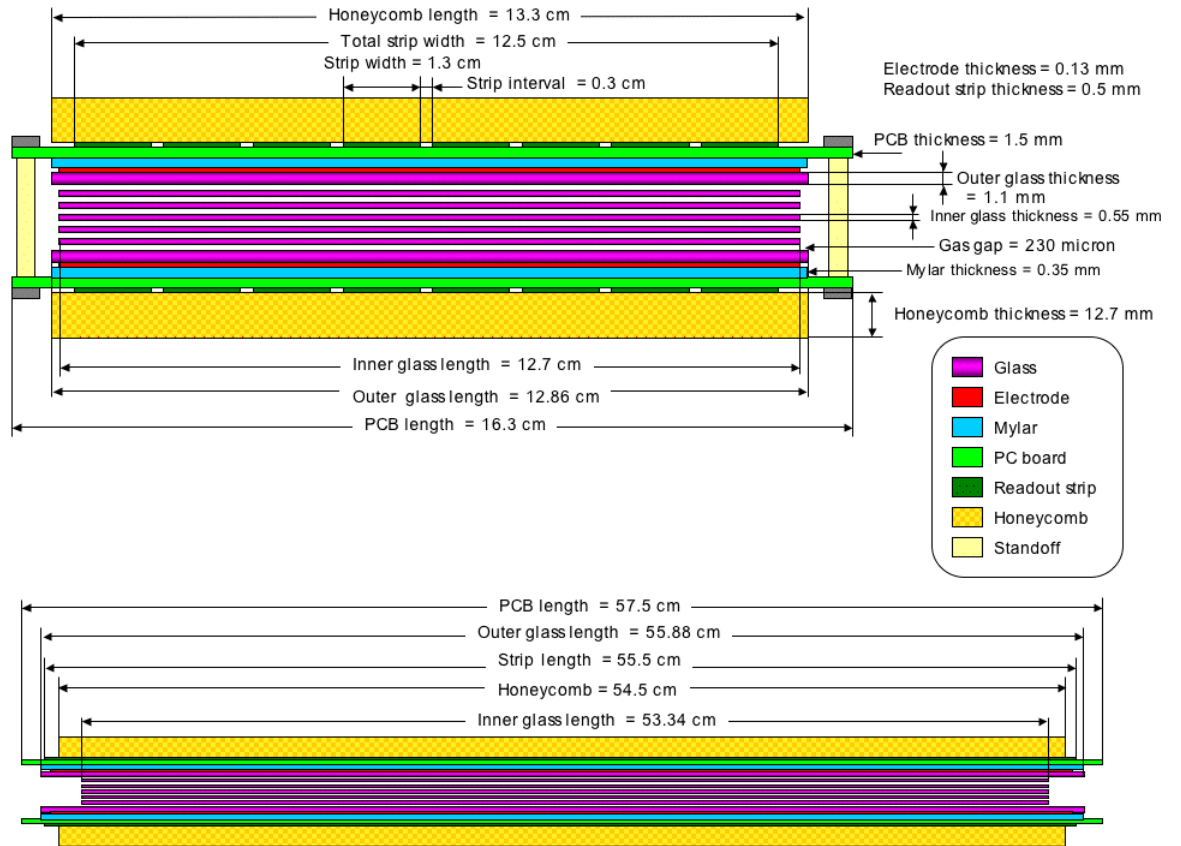 Honeycomb length = 13.3 cm
Total strip width = 12.5 cm
Strip width = 1.3 cm
Strip interval = 0.3 cm
Electrode thickness = 0.13 mm
Readout strip thickness = 0.5 mm
PCB thickness = 1.5 mm
Outer glass thickness
= 1.1 mm
Inner glass thickness = 0.55 mm
Gas gap = 230 micron
Mylar thickness = 0.35 mm
Honeycomb thickness = 12.7 mm
Inner glass length = 12.7 cm
Outer glass length = 12.86 cm
PCB length = 16.3 cm
Glass
Electrode
Mylar
PC board
Readout strip
Honeycomb
Standoff
PCB length = 57.5 cm
Outer glass length = 55.88 cm
Strip length = 55.5 cm
Honeycomb = 54.5 cm
Inner glass length = 53.34 cm